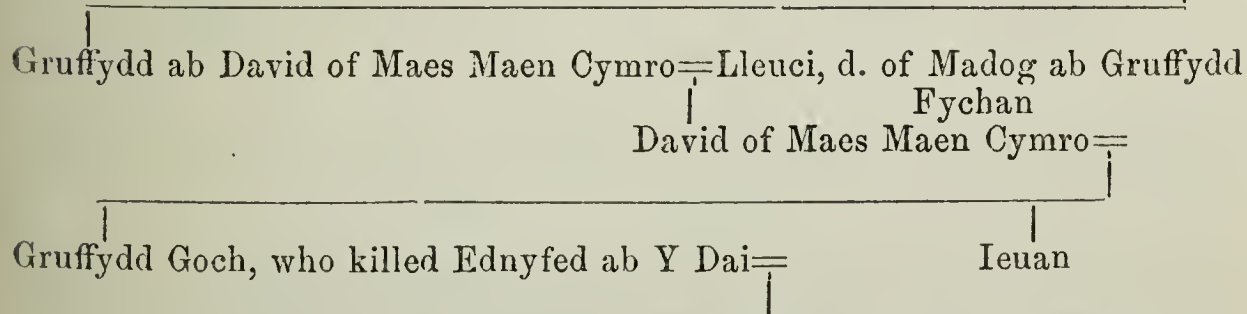 Gruffydd ab David of Maes Maen Cymro=Lleuci, d. of Madog ab Gruffydd
Fychan
David of Maes Maen Cymro=
Gruffydd Goch, who killed Ednyfed ab Y Dai=   Ieuan